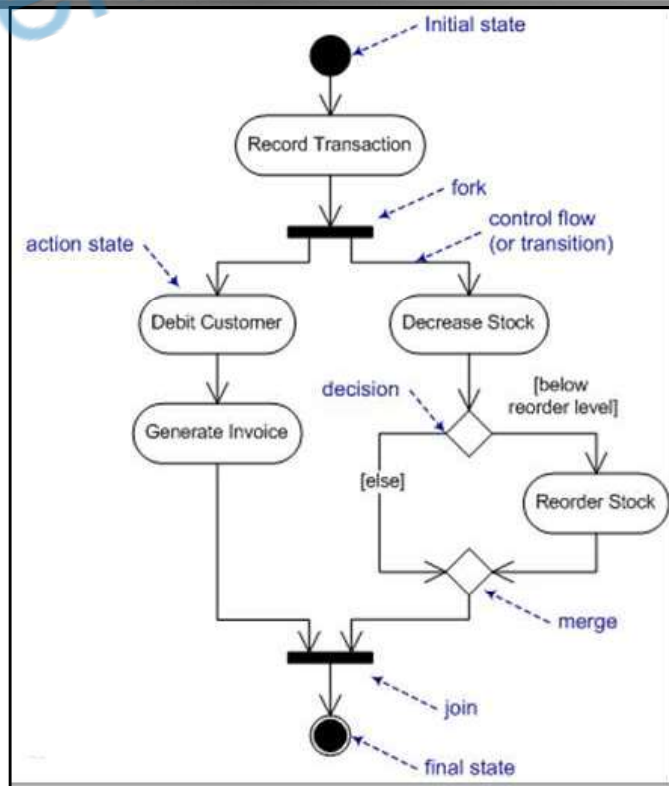 Initial state
Record Transaction
fork
control flow
(or transition)
action state
Debit Customer
Decrease Stock
decision
[below
reorder level]
Generate Invoice
[else]
Reorder Stock
merge
join
final state